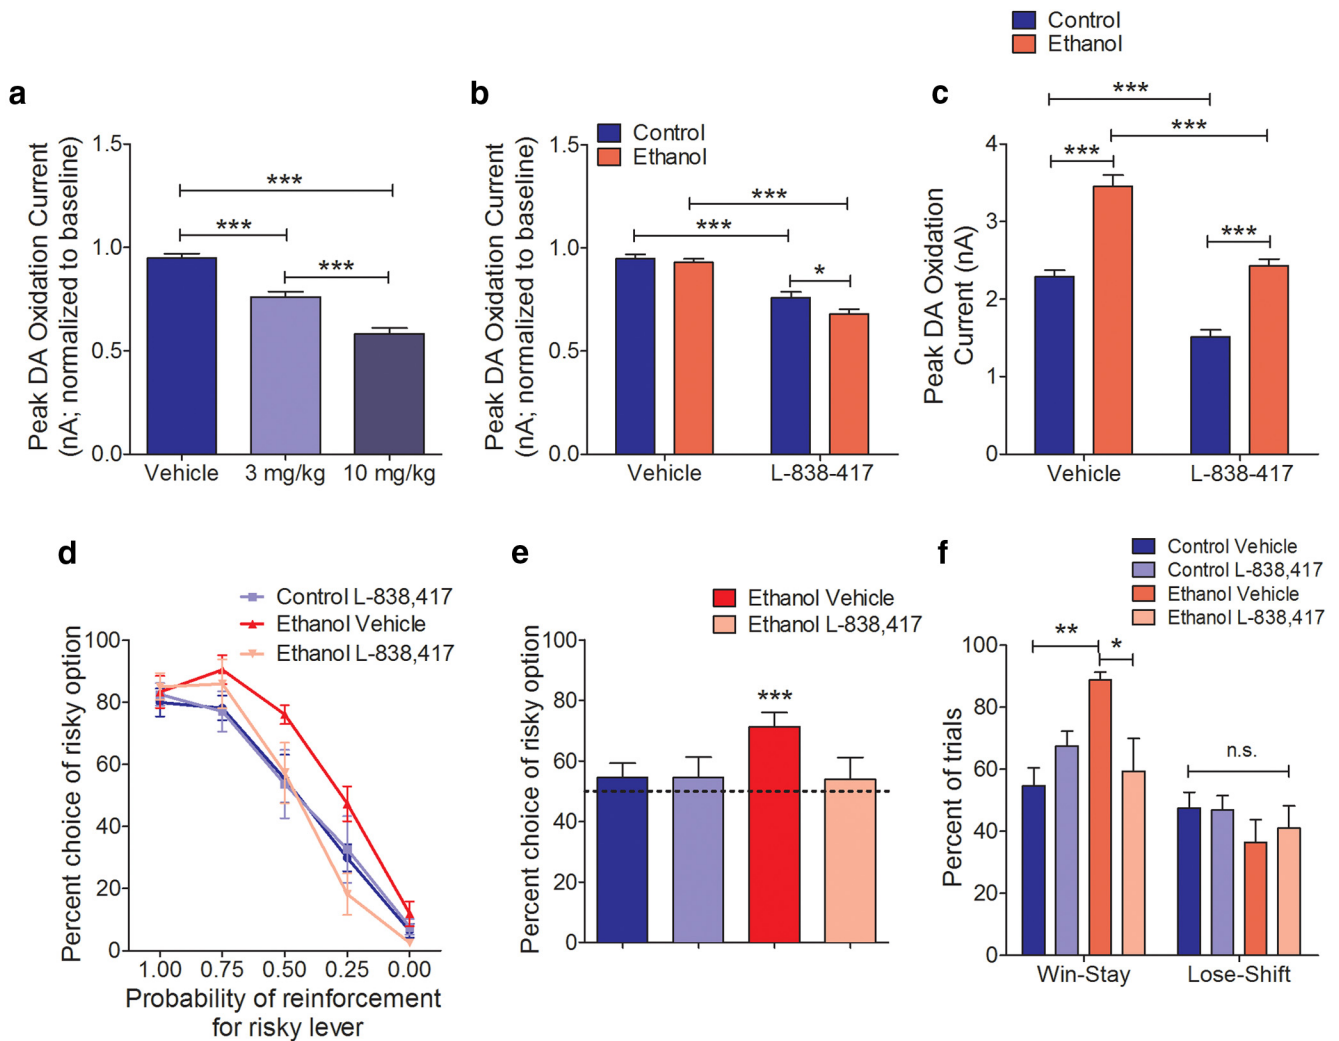 Control
Ethanol
a
Peak DA Oxidation Current
(nA; normalized to baseline)
1.5
1.0
0.5
0.0
***
***
***
Vehicle
3 mg/kg
10 mg/kg
b
Control
Ethanol
Peak DA Oxidation Current
(nA; normalized to baseline)
1.5
1.0
0.5
0.0
***
***
*
Vehicle
L-838-417
c
Peak DA Oxidation
Current (nA)
4
3
2
1
0
***
***
***
***
Vehicle
L-838-417
d
Control L-838,417
Ethanol Vehicle
Ethanol L-838,417
Percent choice of risky option
100
80
60
40
20
0
1.00
0.75
0.50
0.25
0.00
Probability of reinforcement
for risky lever
e
Ethanol Vehicle
Ethanol L-838,417
Percent choice of risky option
100
80
60
40
20
0
***
f
Control Vehicle
Control L-838,417
Ethanol Vehicle
Ethanol L-838,417
Percent of trials
100
80
60
40
20
0
**
*
n.s.
Win-Stay
Lose-Shift